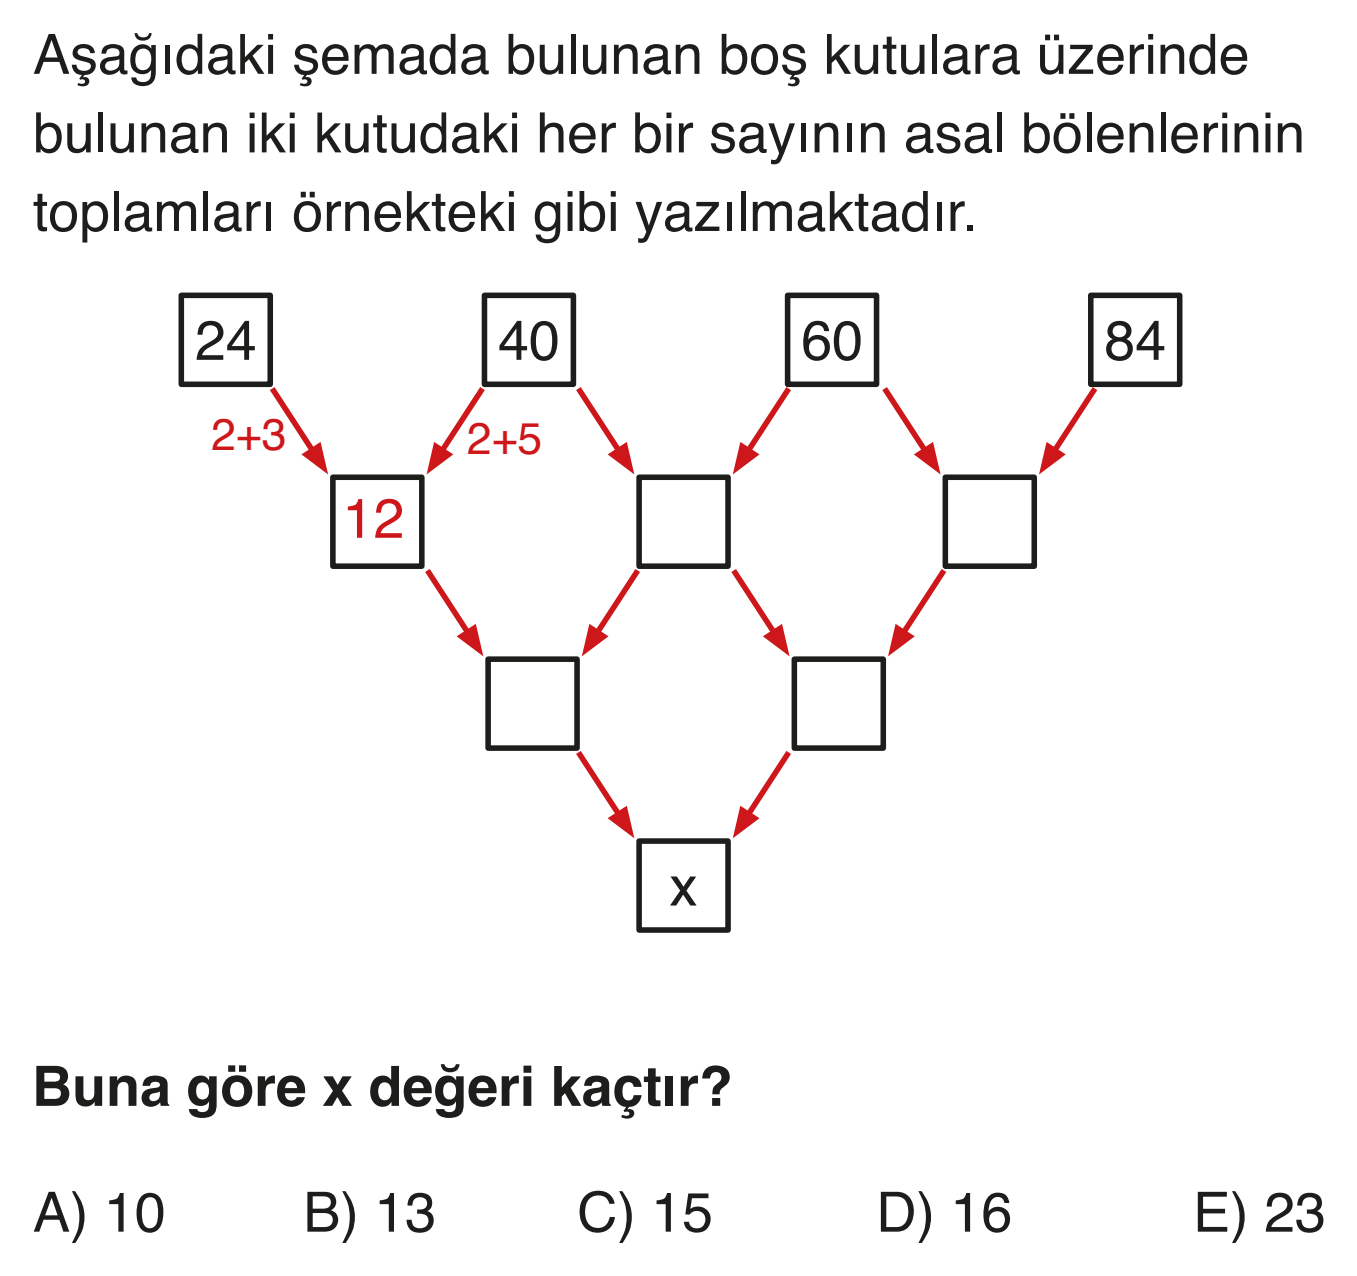 Aşağıdaki şemada bulunan boş kutulara üzerinde
bulunan iki kutudaki her bir sayının asal bölenlerinin
toplamları örnekteki gibi yazılmaktadır.
24 40 60 84
2+3 2+5
12
x
Buna göre x değeri kaçtır?
A) 10 B) 13 C) 15 D) 16 E) 23